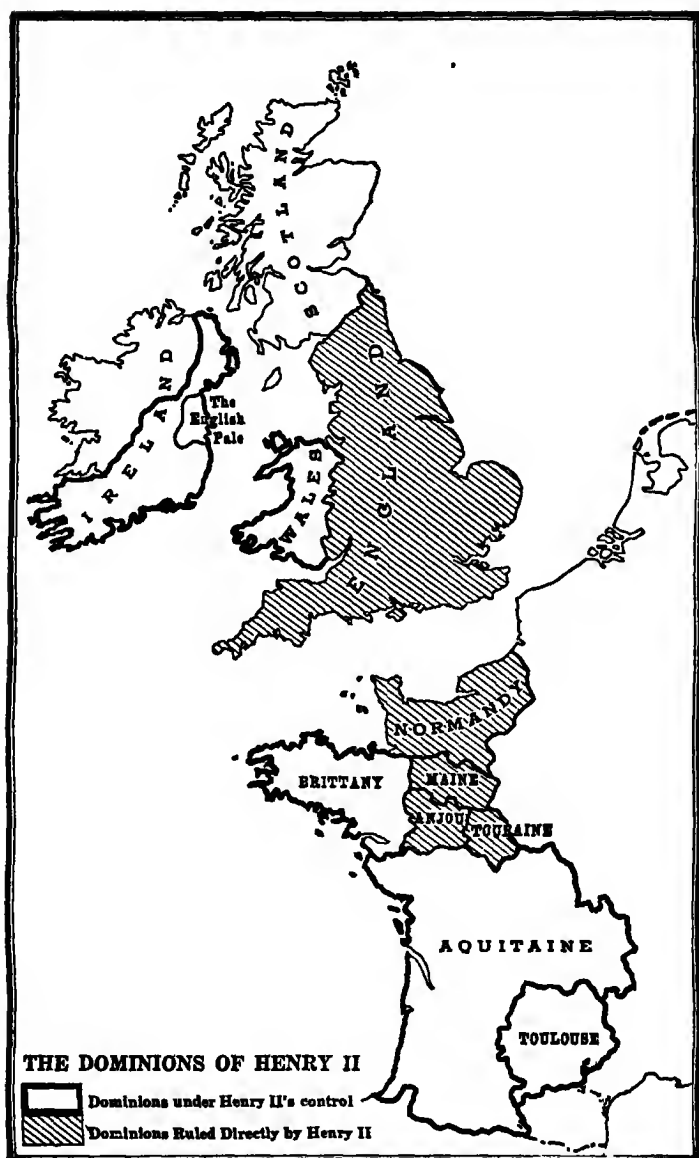 SCOTLAND
IRELAND
The
English
Pale
WALES
ENGLAND
NORMANDY
BRITTANY
MAINE
ANJOU
TOURAINE
AQUITAINE
TOULOUSE
THE DOMINIONS OF HENRY II
Dominions under Henry II's control
Dominions Ruled Directly by Henry II